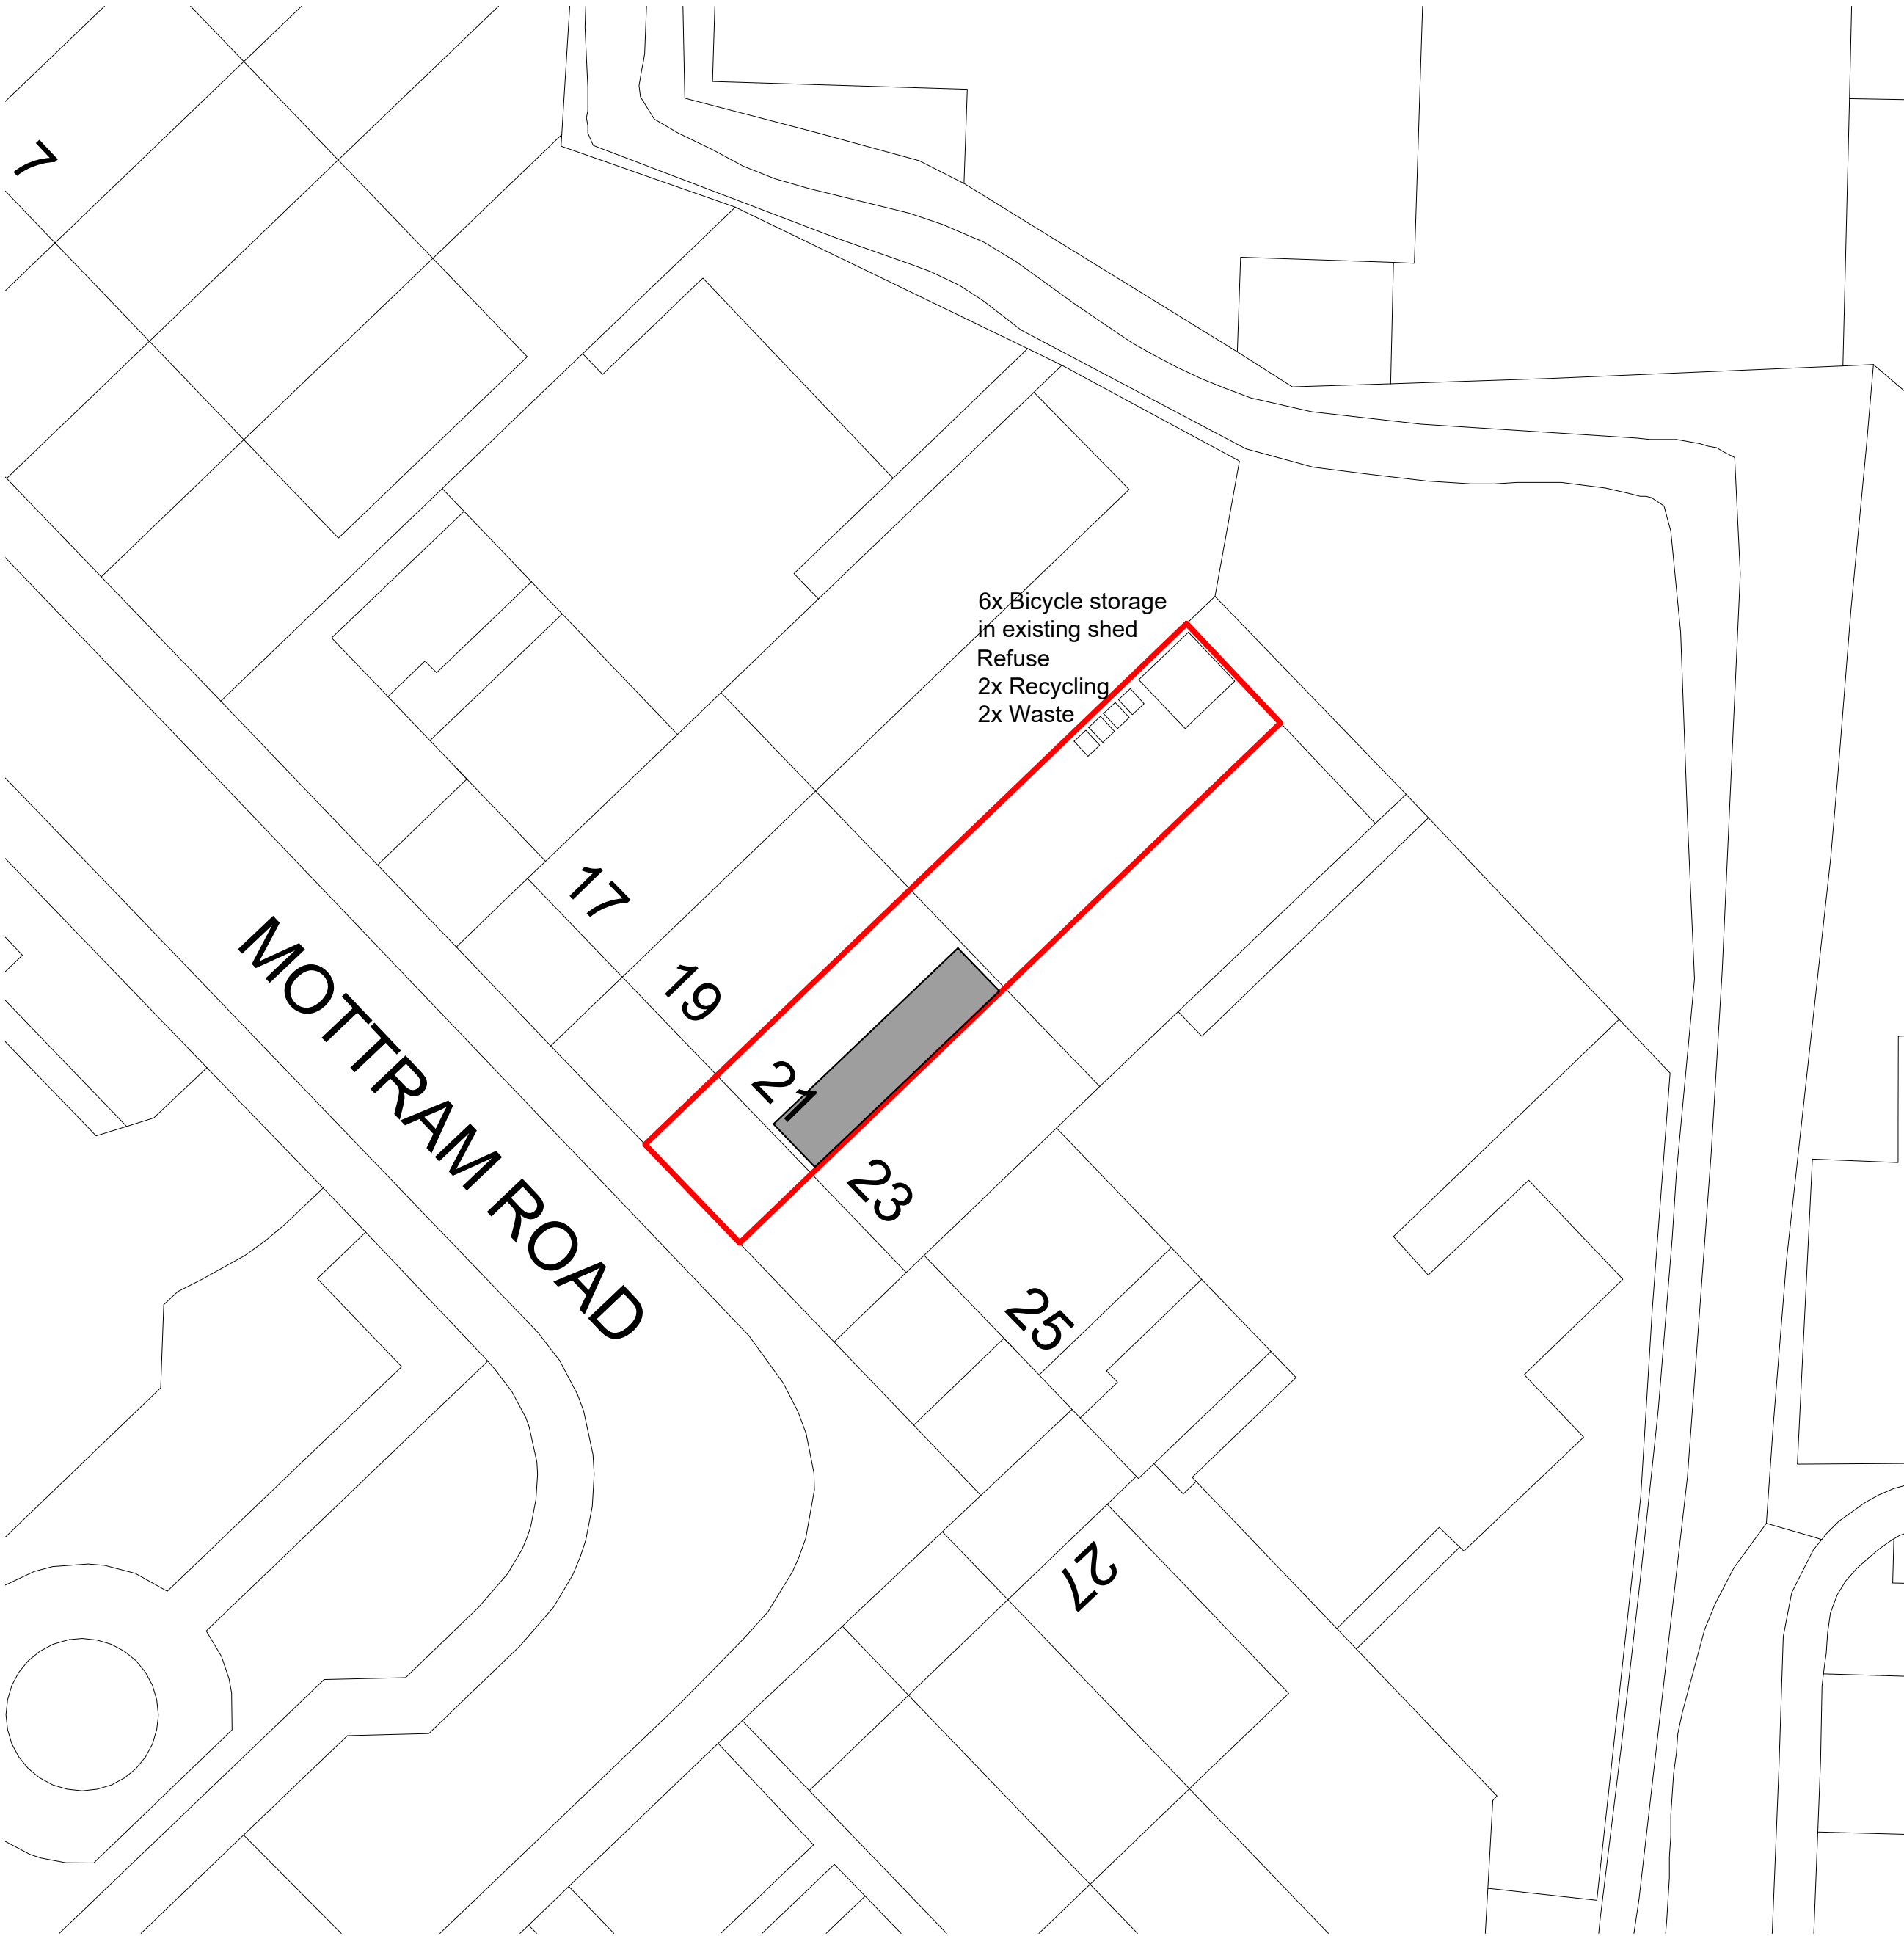 7
6x Bicycle storage
in existing shed
Refuse
2x Recycling
2x Waste
17
19
21
23
25
27
MOTTRAM ROAD